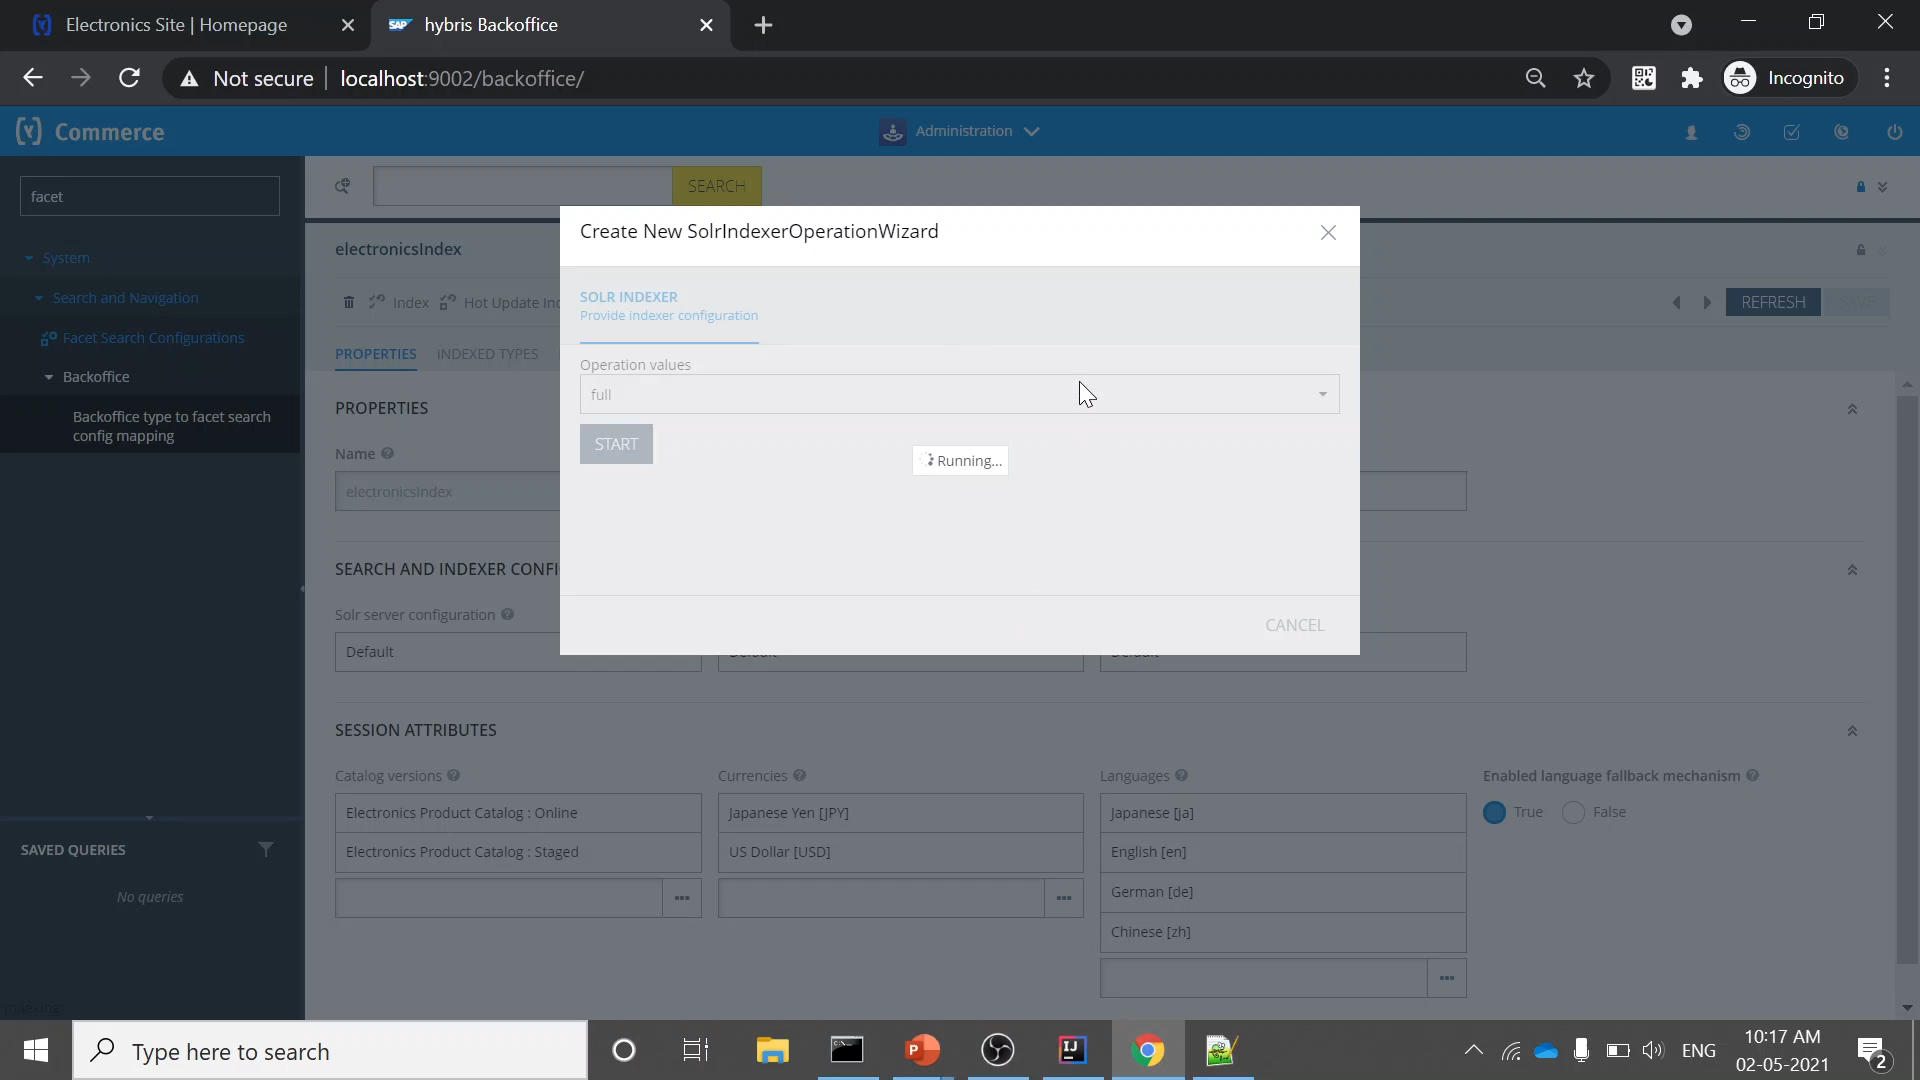 Electronics Site | Homepage
SAP hybris Backoffice
Not secure localhost:9002/backoffice/
Incognito
Commerce
Administration
facet
SEARCH
System
Search and Navigation
Facet Search Configurations
Backoffice
Backoffice type to facet search
config mapping
SAVED QUERIES
No queries
electronicsIndex
Index Hot Update Inc
REFRESH SAVE
PROPERTIES INDEXED TYPES
PROPERTIES
Name
electronicsIndex
SEARCH AND INDEXER CONFI
Solr server configuration
Default
Default
Default
Create New SolrIndexerOperationWizard
SOLR INDEXER
Provide indexer configuration
Operation values
full
START
Running...
CANCEL
SESSION ATTRIBUTES
Catalog versions
Electronics Product Catalog : Online
Electronics Product Catalog : Staged
Currencies
Japanese Yen [JPY]
US Dollar [USD]
Languages
Japanese [ja]
English [en]
German [de]
Chinese [zh]
Enabled language fallback mechanism
True False
Type here to search
ENG
10:17 AM
02-05-2021
2